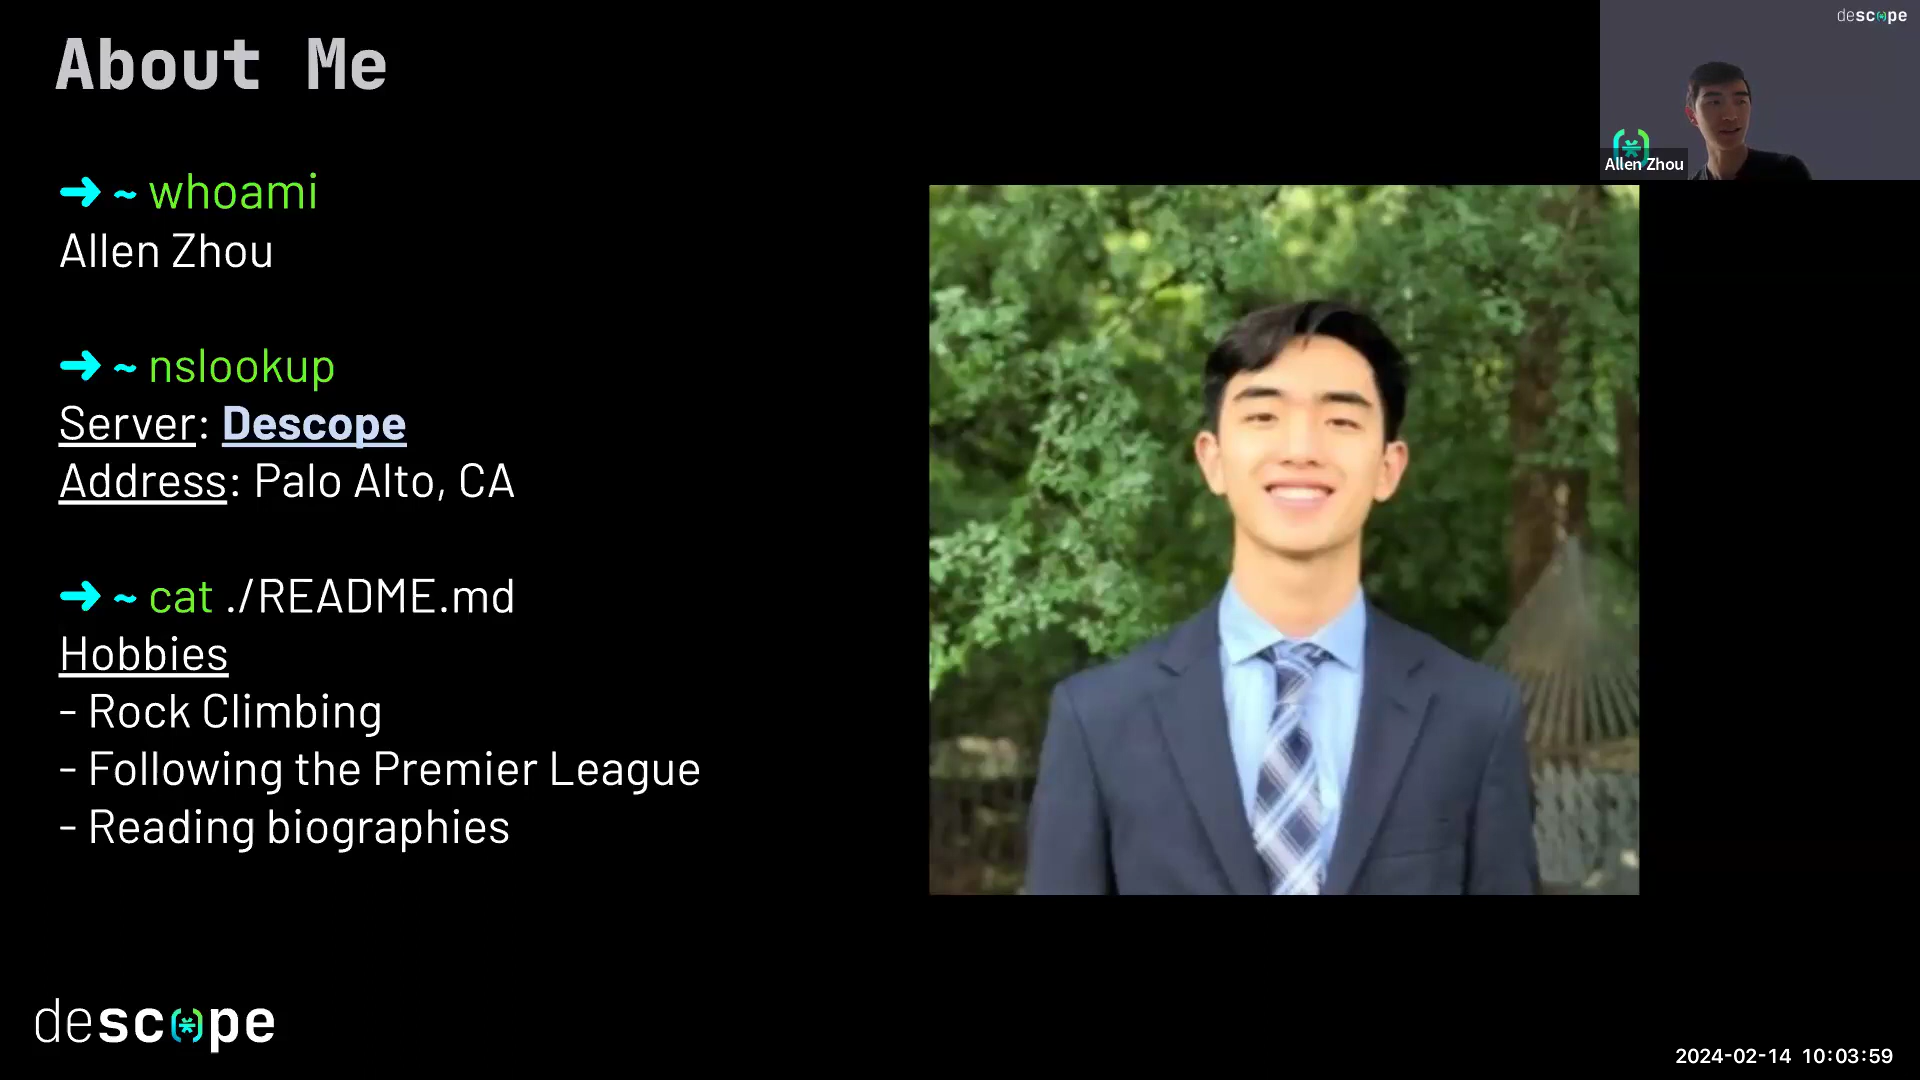 About Me
descope
Allen Zhou
➜ ~ whoami
Allen Zhou
➜ ~ nslookup
Server: Descope
Address: Palo Alto, CA
➜ ~ cat ./README.md
Hobbies
- Rock Climbing
- Following the Premier League
- Reading biographies
descope
2024-02-14 10:03:59